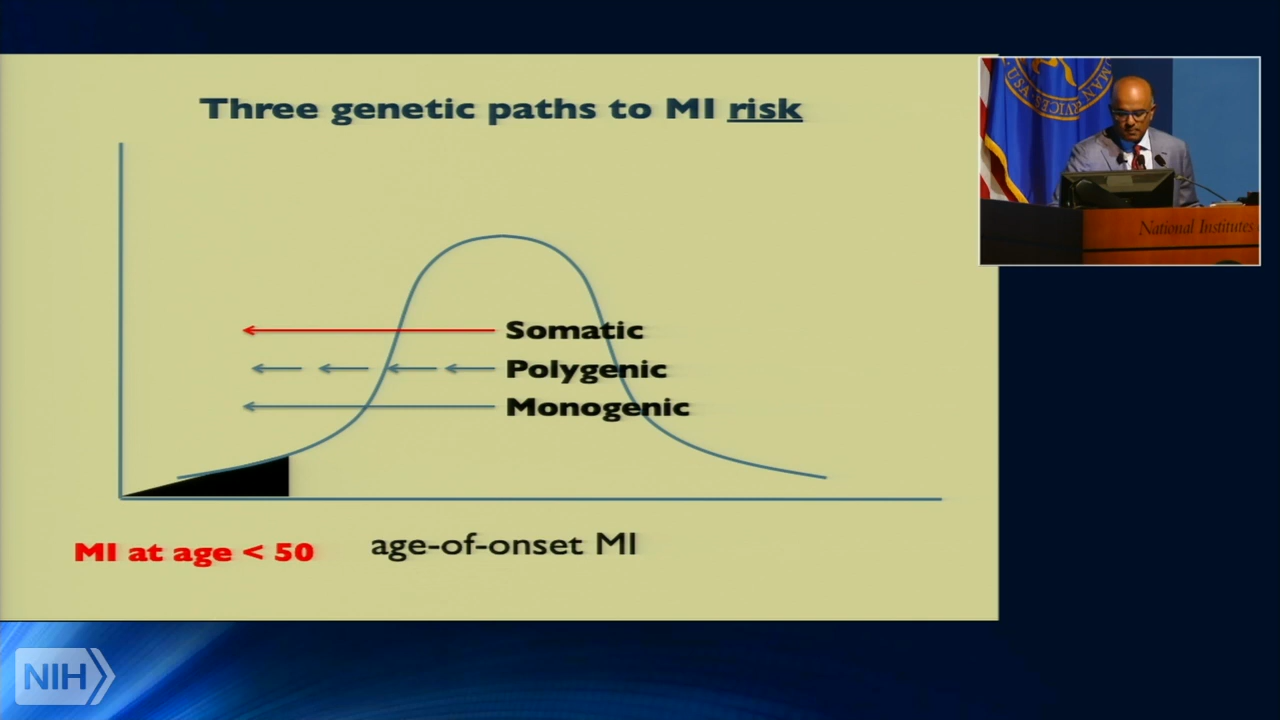 Three genetic paths to MI risk
Somatic
Polygenic
Monogenic
MI at age < 50
age-of-onset MI
National Institutes
NIH